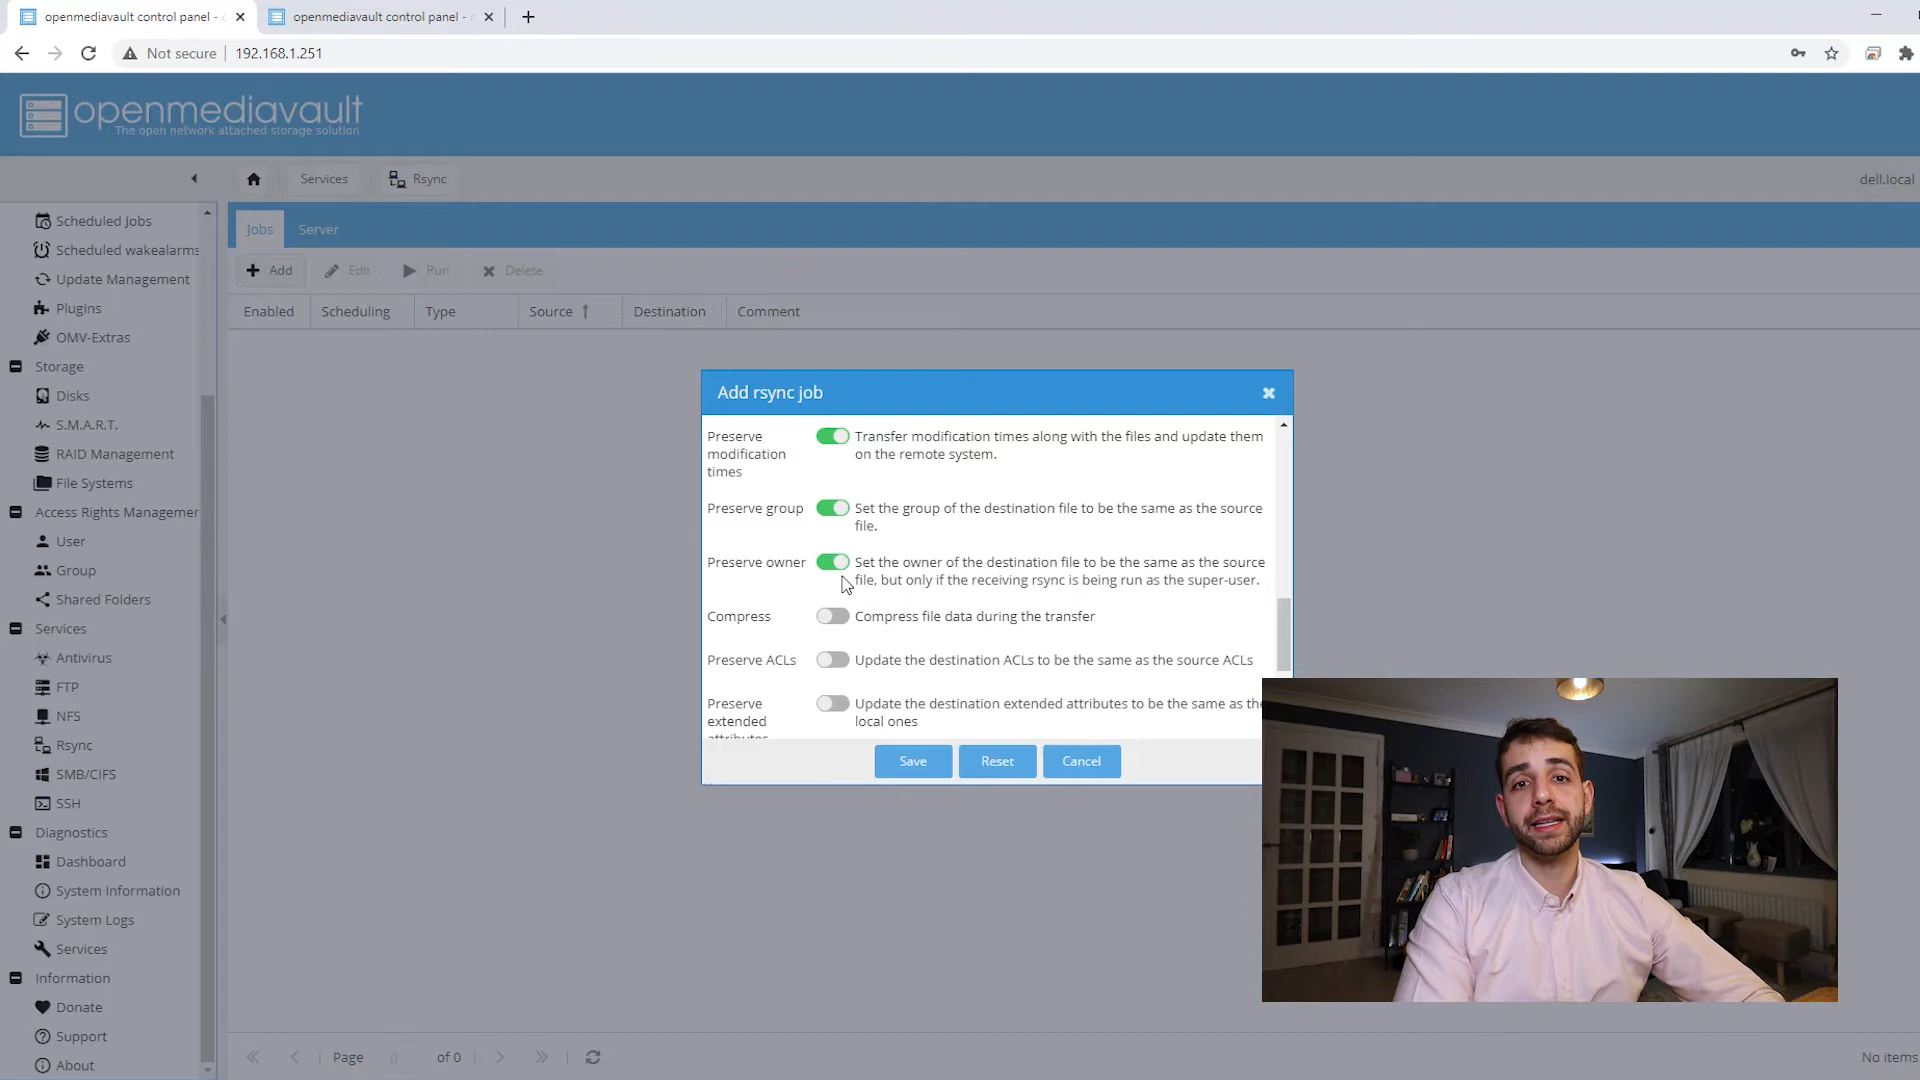 openmediavault control panel -
openmediavault control panel -
Not secure
192.168.1.251
openmediavault
The open network attached storage solution
Services
Rsync
dell.local
Scheduled Jobs
Scheduled wakealarms
Update Management
Plugins
OMV-Extras
Storage
Disks
S.M.A.R.T.
RAID Management
File Systems
Access Rights Managemen
User
Group
Shared Folders
Services
Antivirus
FTP
NFS
Rsync
SMB/CIFS
SSH
Diagnostics
Dashboard
System Information
System Logs
Services
Information
Donate
Support
About
Jobs
Server
Add
Edit
Run
Delete
Enabled
Scheduling
Type
Source
Destination
Comment
Add rsync job
Preserve
modification
times
Transfer modification times along with the files and update them
on the remote system.
Preserve group
Set the group of the destination file to be the same as the source
file.
Preserve owner
Set the owner of the destination file to be the same as the source
file, but only if the receiving rsync is being run as the super-user.
Compress
Compress file data during the transfer
Preserve ACLs
Update the destination ACLs to be the same as the source ACLs
Preserve
extended
attributes
Update the destination extended attributes to be the same as the
local ones
Save
Reset
Cancel
Page
0
of 0
No items